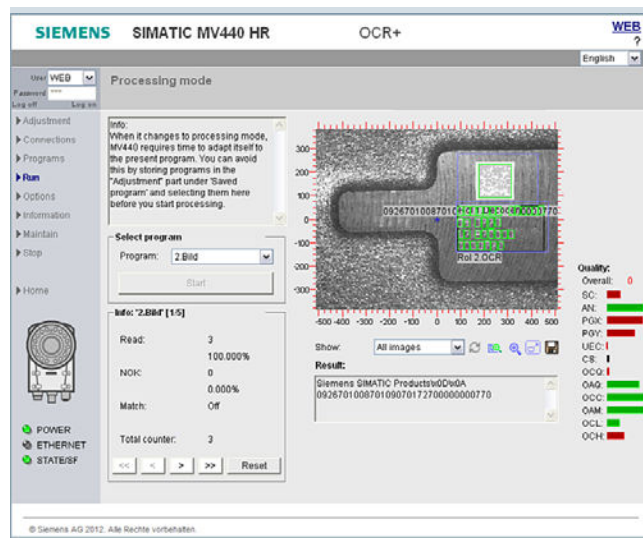 SIEMENS SIMATIC MV440 HR OCR+ WEB
?
English
User WEB
Password ****
Log off Log on
Processing mode
Adjustment
Connections
Programs
Run
Options
Information
Maintain
Stop
Home
POWER
ETHERNET
STATE/SF
Info:
When it changes to processing mode,
MV440 requires time to adapt itself to
the present program. You can avoid
this by storing programs in the
"Adjustment" part under 'Saved
program' and selecting them here
before you start processing.
Select program
Program: 2.Bild
Start
Info: '2.Bild' [1/5]
Read: 3
100.000%
NOK: 0
0.000%
Match: Off
Total counter: 3
<< < > >> Reset
300
200
100
0
-100
-200
-300
-500 -400 -300 -200 -100 0 100 200 300 400 500
RoI 2.OCR
Show: All images
Result:
Siemens SIMATIC Products\x0D\x0A
Quality:
Overall: 0
SC:
AN:
PGX:
PGY:
UEC:
CS:
OCQ:
OAQ:
OCC:
OAM:
OCL:
OCH:
© Siemens AG 2012. Alle Rechte vorbehalten.